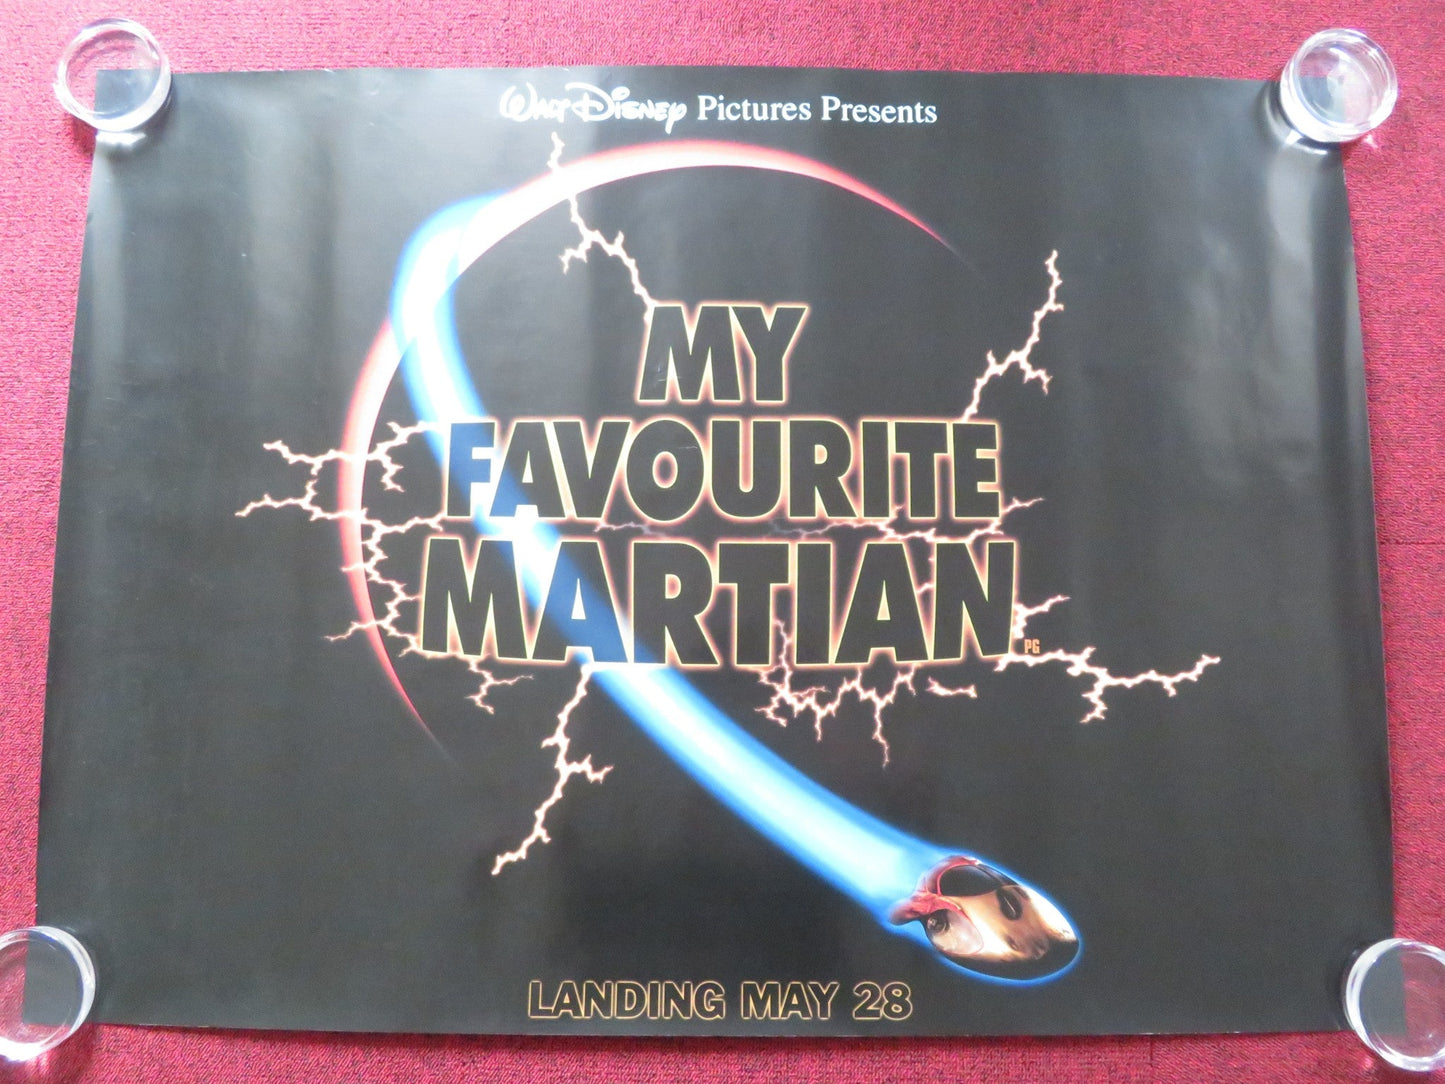 Walt Disney Pictures Presents
MY
FAVOURITE
MARTIAN
PG
LANDING MAY 28